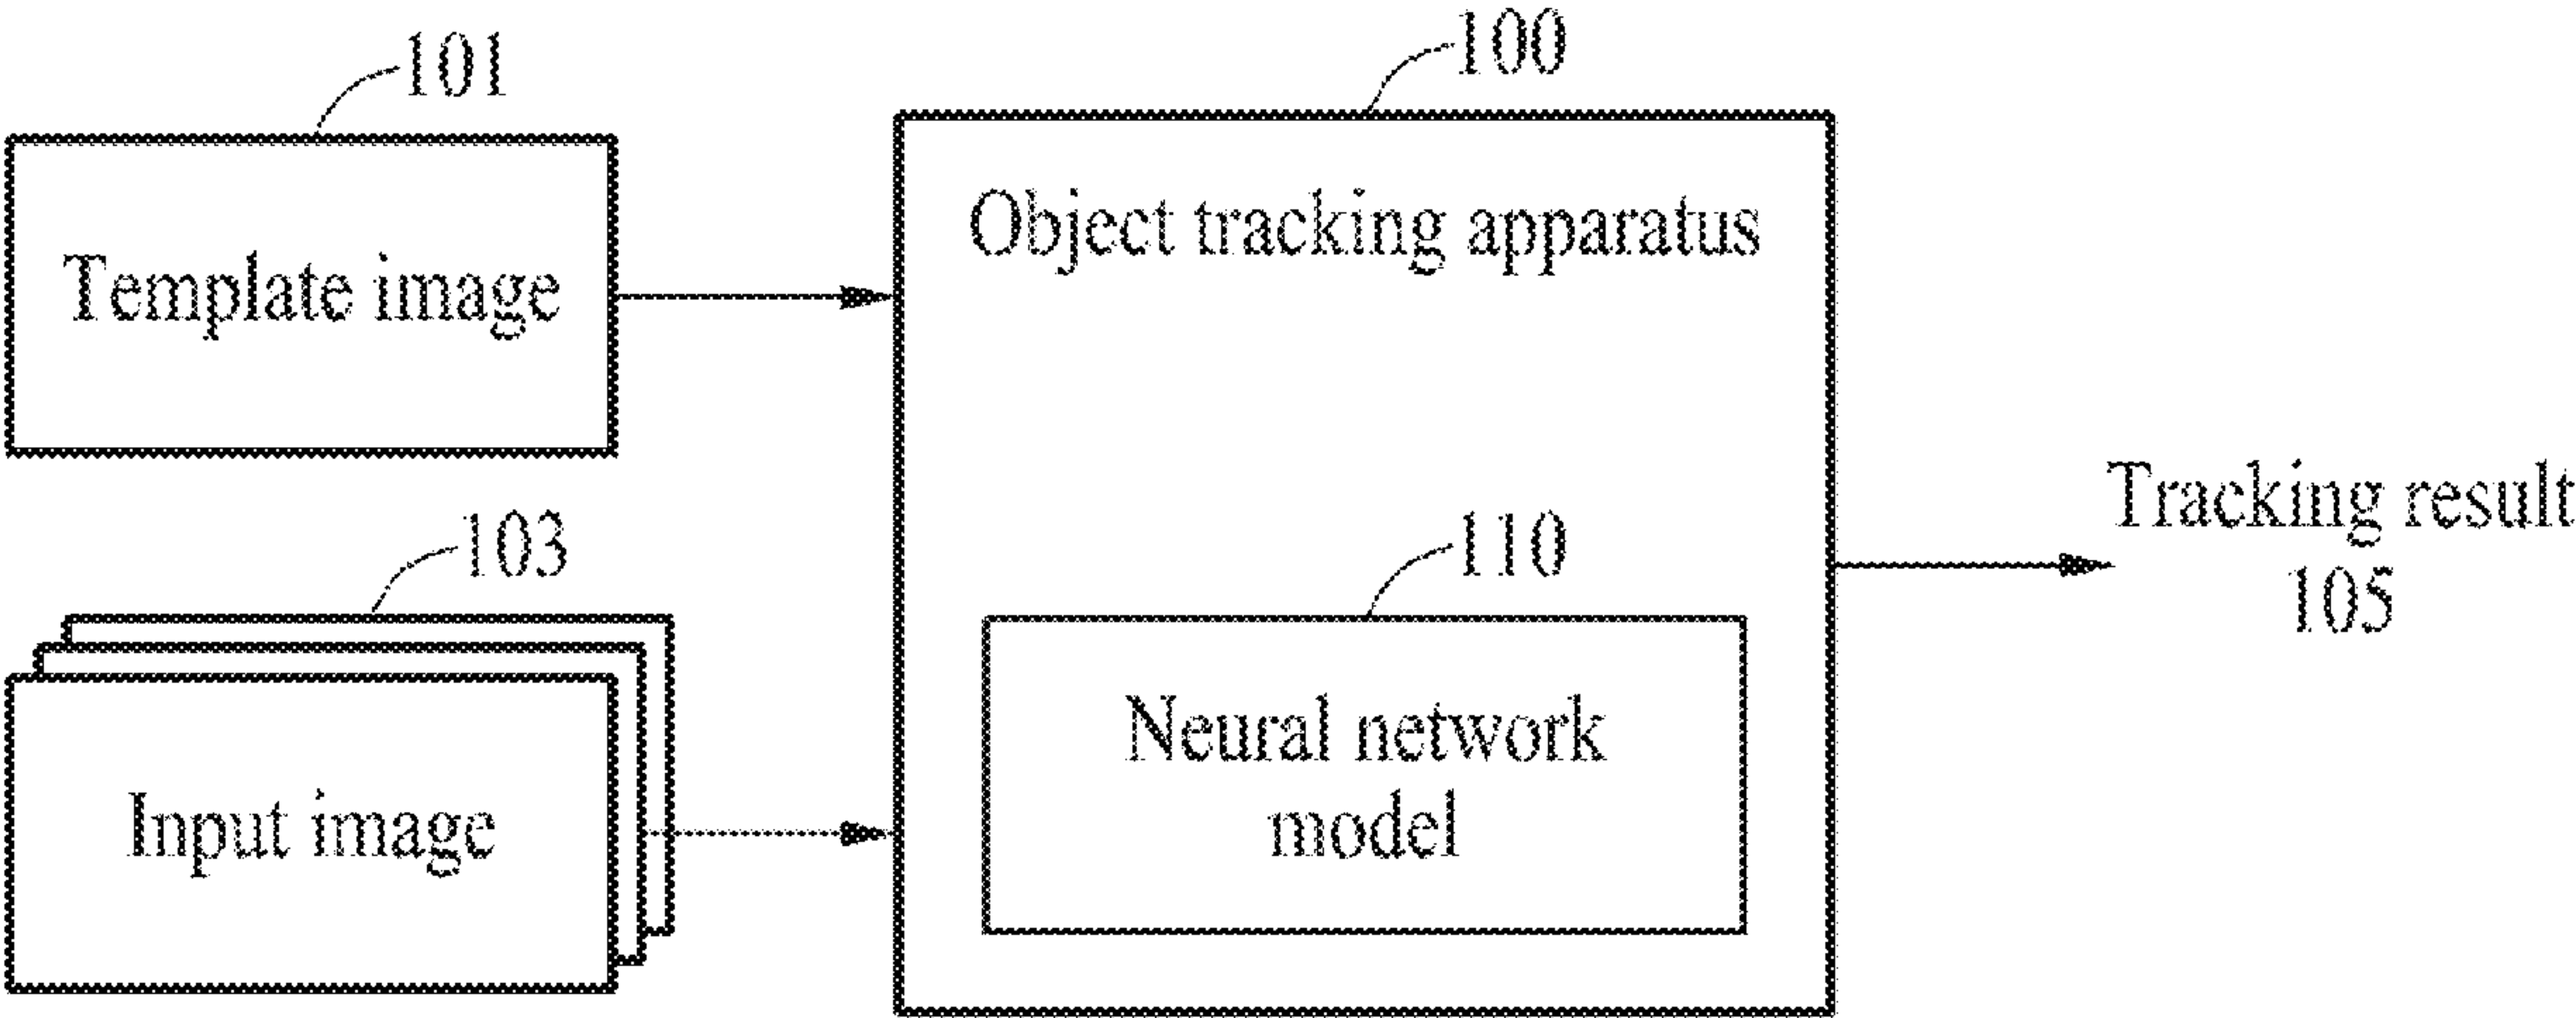 101
Template image
103
Input image
100
Object tracking apparatus
110
Neural network
model
Tracking result
105